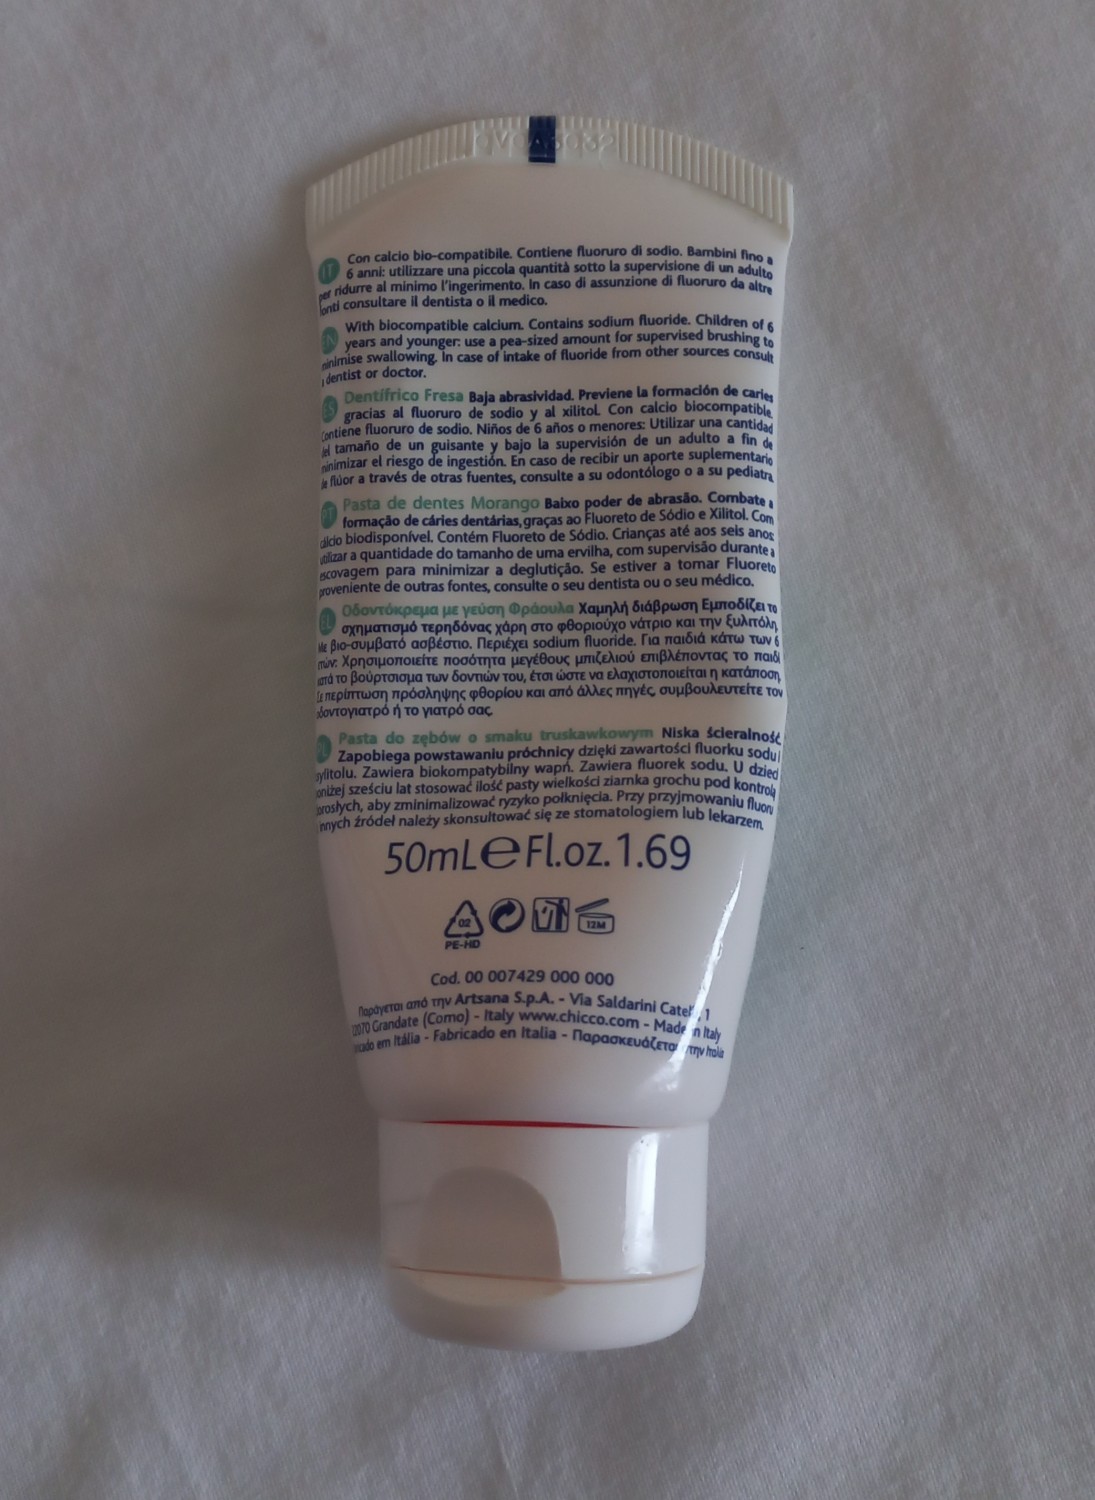 IT Con calcio bio-compatibile. Contiene fluoruro di sodio. Bambini fino a
6 anni: utilizzare una piccola quantità sotto la supervisione di un adulto
per ridurre al minimo l'ingerimento. In caso di assunzione di fluoruro da altre
fonti consultare il dentista o il medico.
EN With biocompatible calcium. Contains sodium fluoride. Children of 6
years and younger: use a pea-sized amount for supervised brushing to
minimise swallowing. In case of intake of fluoride from other sources consult
a dentist or doctor.
ES Dentífrico Fresa Baja abrasividad. Previene la formación de caries
gracias al fluoruro de sodio y al xilitol. Con calcio biocompatible.
Contiene fluoruro de sodio. Niños de 6 años o menores: Utilizar una cantidad
del tamaño de un guisante y bajo la supervisión de un adulto a fin de
minimizar el riesgo de ingestión. En caso de recibir un aporte suplementario
de flúor a través de otras fuentes, consulte a su odontólogo o a su pediatra
PT Pasta de dentes Morango Baixo poder de abrasão. Combate a
formação de cáries dentárias, graças ao Fluoreto de Sódio e Xilitol. Com
cálcio biodisponível. Contém Fluoreto de Sódio. Crianças até aos seis anos:
utilizar a quantidade do tamanho de uma ervilha, com supervisão durante a
escovagem para minimizar a deglutição. Se estiver a tomar Fluoreto
proveniente de outras fontes, consulte o seu dentista ou o seu médico.
EL Οδοντόκρεμα με γεύση Φράουλα Χαμηλή διάβρωση Εμποδίζει το
σχηματισμό τερηδόνας χάρη στο φθοριούχο νάτριο και την ξυλιτόλη.
Με βιο-συμβατό ασβέστιο. Περιέχει sodium fluoride. Για παιδιά κάτω των 6
ετών: Χρησιμοποιείτε ποσότητα μεγέθους μπιζελιού επιβλέποντας το παιδί
κατά το βούρτσισμα των δοντιών του, έτσι ώστε να ελαχιστοποιείται η κατάποση.
Σε περίπτωση πρόσληψης φθορίου και από άλλες πηγές, συμβουλευτείτε τον
οδοντογιατρό ή το γιατρό σας.
PL Pasta do zębów o smaku truskawkowym Niska ścieralność
Zapobiega powstawaniu próchnicy dzięki zawartości fluorku sodu i
ksylitolu. Zawiera biokompatybilny wapń. Zawiera fluorek sodu. U dzieci
poniżej sześciu lat stosować ilość pasty wielkości ziarnka grochu pod kontrolą
dorosłych, aby zminimalizować ryzyko połknięcia. Przy przyjmowaniu fluoru
innych źródeł należy skonsultować się ze stomatologiem lub lekarzem.
50mL e Fl.oz. 1.69
02 12M
PE-HD
Cod. 00 007429 000 000
Παράγεται από την Artsana S.p.A. - Via Saldarini Catelli, 1
22070 Grandate (Como) - Italy www.chicco.com - Made in Italy
Fabricado em Itália - Fabricado en Italia - Παρασκευάζεται στην Ιταλία